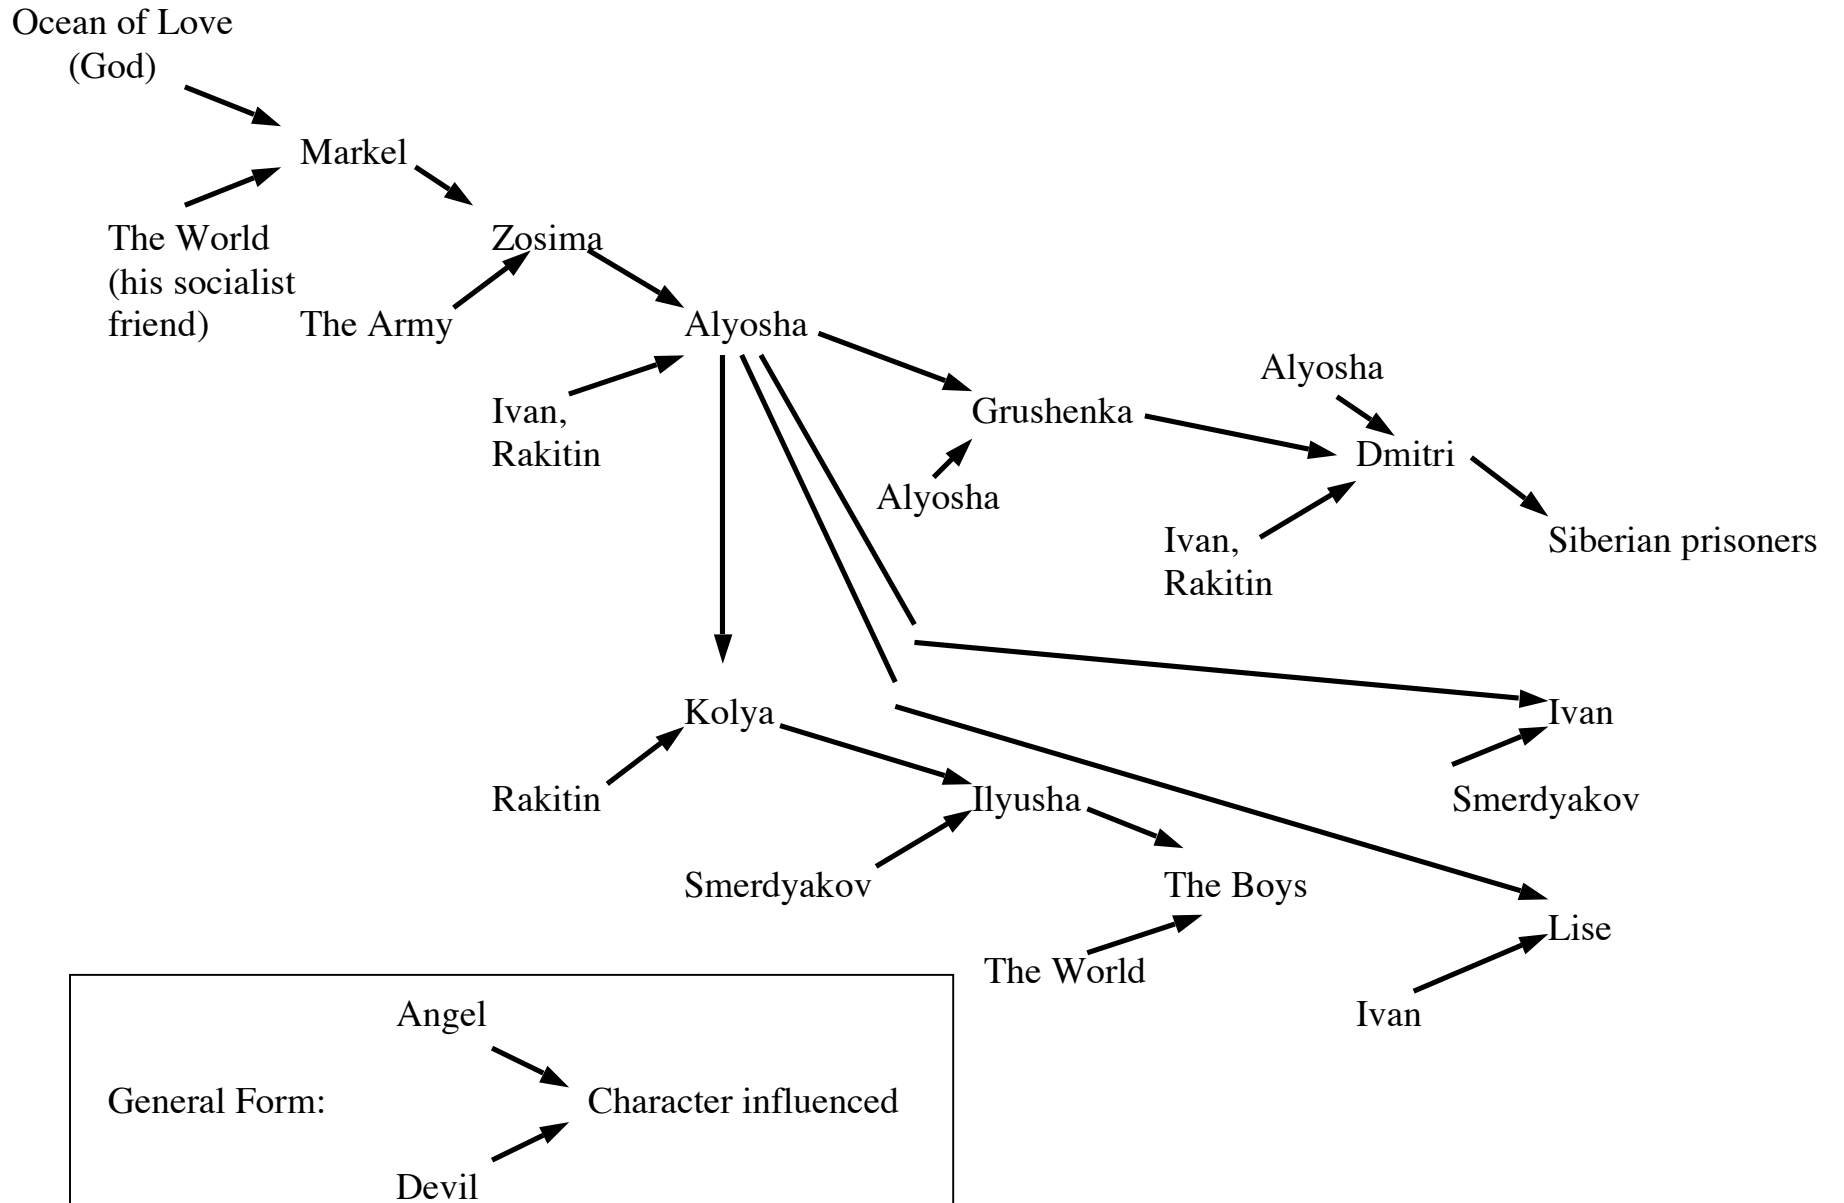 Ocean of Love
(God)
Markel
The World
(his socialist
friend)
Zosima
The Army
Alyosha
Ivan,
Rakitin
Grushenka
Alyosha
Alyosha
Dmitri
Ivan,
Rakitin
Siberian prisoners
Kolya
Rakitin
Ilyusha
Smerdyakov
The Boys
The World
Ivan
Smerdyakov
Lise
Ivan
Angel
General Form:
Character influenced
Devil